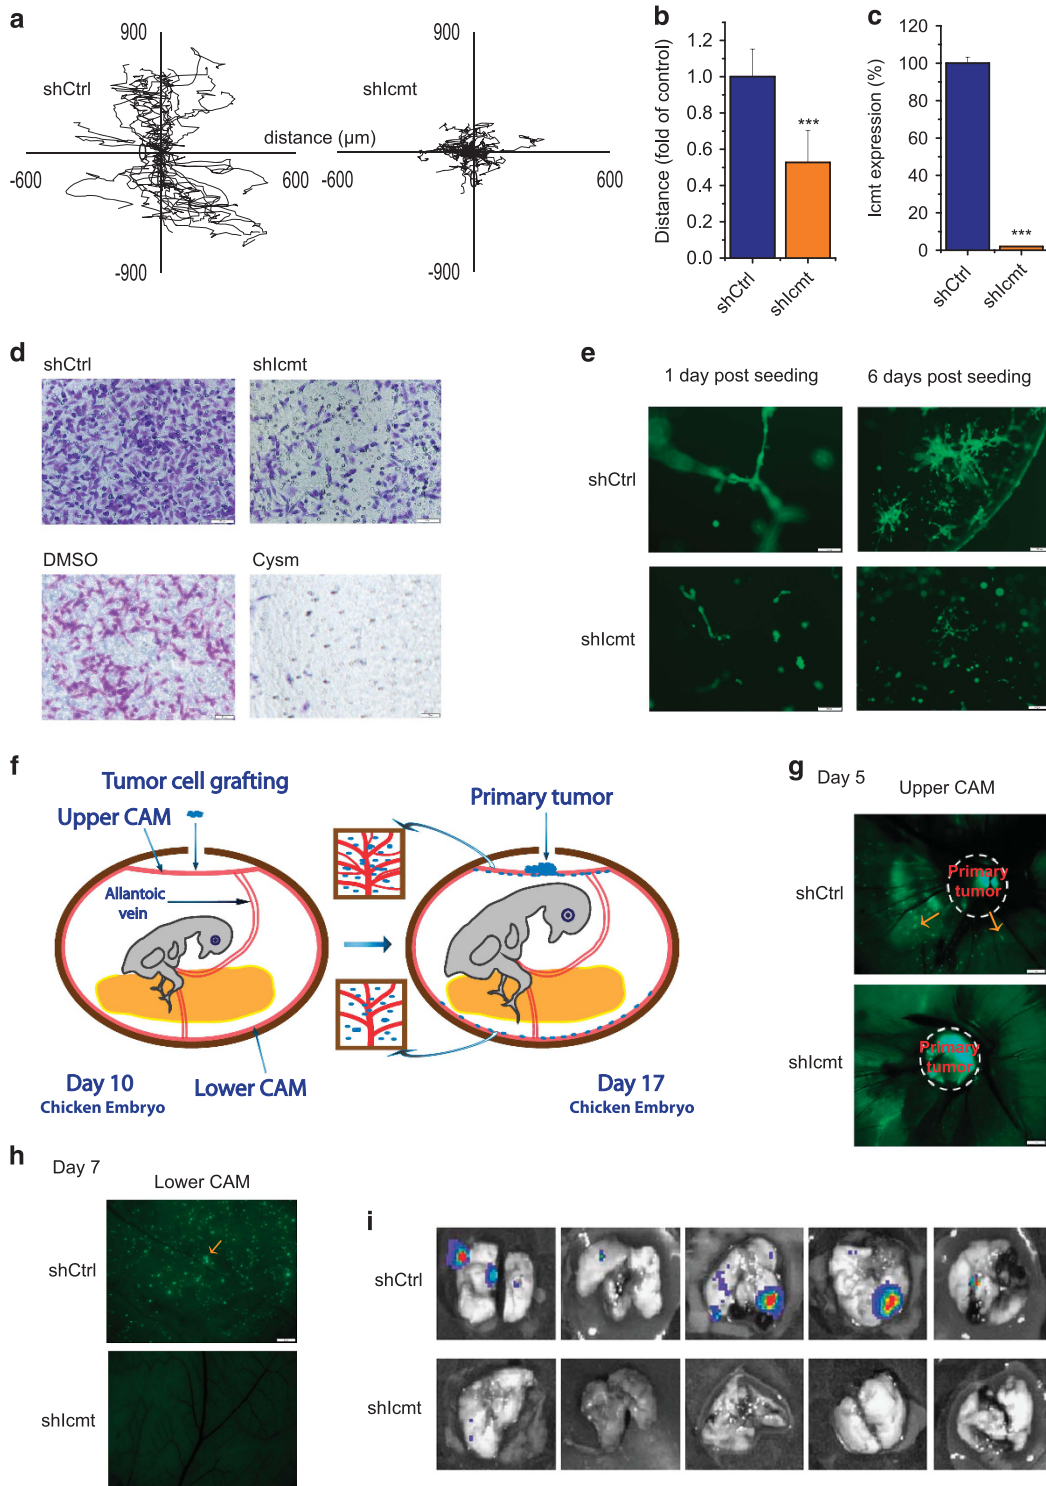 a
900
shCtrl
-600
600
-900
distance (µm)
900
shIcmt
-600
600
-900
b
Distance (fold of control)
1.2
1.0
0.8
0.6
0.4
0.2
0.0
***
shCtrl
shIcmt
c
Icmt expression (%)
120
100
80
60
40
20
0
***
shCtrl
shIcmt
d
shCtrl
shIcmt
DMSO
Cysm
e
1 day post seeding
6 days post seeding
shCtrl
shIcmt
f
Tumor cell grafting
Upper CAM
Allantoic
vein
Lower CAM
Day 10
Chicken Embryo
Primary tumor
Day 17
Chicken Embryo
g
Day 5
Upper CAM
shCtrl
Primary
tumor
shIcmt
Primary
tumor
h
Day 7
Lower CAM
shCtrl
shIcmt
i
shCtrl
shIcmt